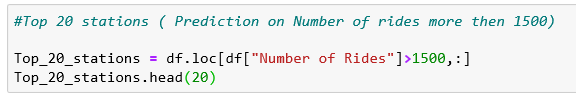 #Top 20 stations ( Prediction on Number of rides more then 1500)
Top_20_stations = df.loc[df["Number of Rides"]>1500,:]
Top_20_stations.head(20)